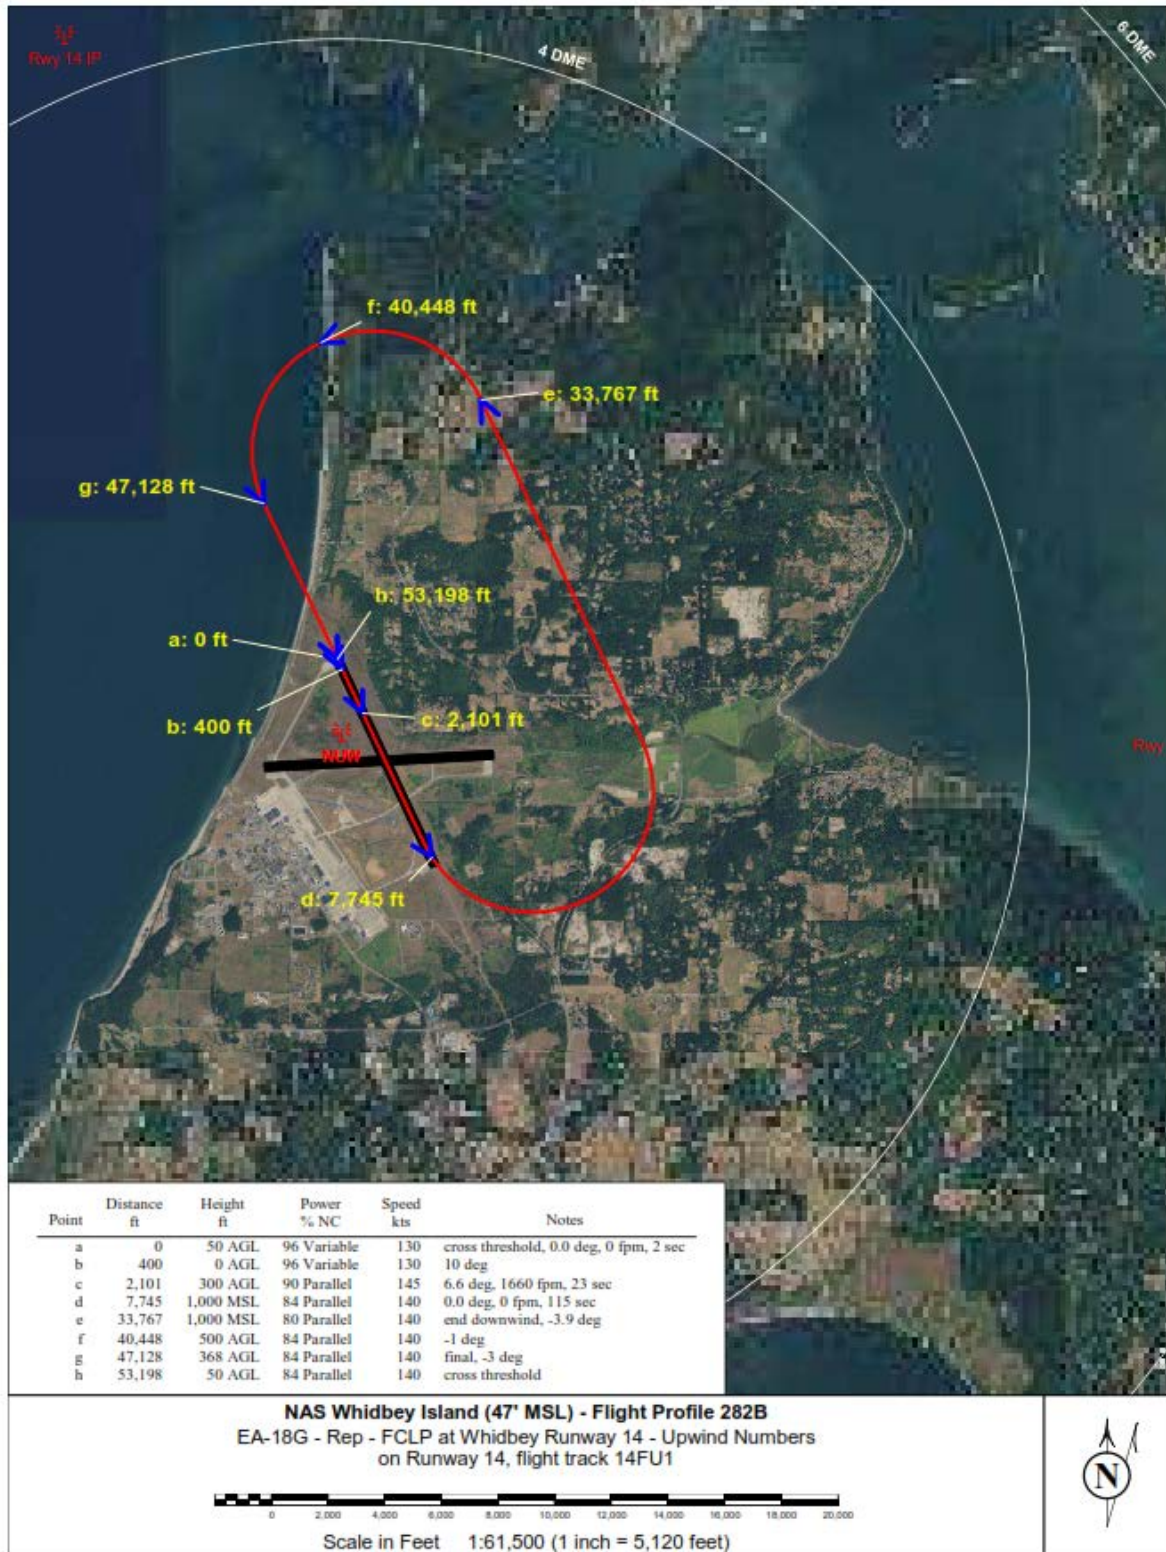 Rwy 14 IP
4 DME
6 DME
f: 40,448 ft
e: 33,767 ft
g: 47,128 ft
h: 53,198 ft
a: 0 ft
b: 400 ft
c: 2,101 ft
NUW
Rwy
d: 7,745 ft
Point Distance ft Height ft Power % NC Speed kts Notes
a 0 50 AGL 96 Variable 130 cross threshold, 0.0 deg, 0 fpm, 2 sec
b 400 0 AGL 96 Variable 130 10 deg
c 2,101 300 AGL 90 Parallel 145 6.6 deg, 1660 fpm, 23 sec
d 7,745 1,000 MSL 84 Parallel 140 0.0 deg, 0 fpm, 115 sec
e 33,767 1,000 MSL 80 Parallel 140 end downwind, -3.9 deg
f 40,448 500 AGL 84 Parallel 140 -1 deg
g 47,128 368 AGL 84 Parallel 140 final, -3 deg
h 53,198 50 AGL 84 Parallel 140 cross threshold
NAS Whidbey Island (47' MSL) - Flight Profile 282B
EA-18G - Rep - FCLP at Whidbey Runway 14 - Upwind Numbers
on Runway 14, flight track 14FU1
0 2,000 4,000 6,000 8,000 10,000 12,000 14,000 16,000 18,000 20,000
Scale in Feet 1:61,500 (1 inch = 5,120 feet)
N